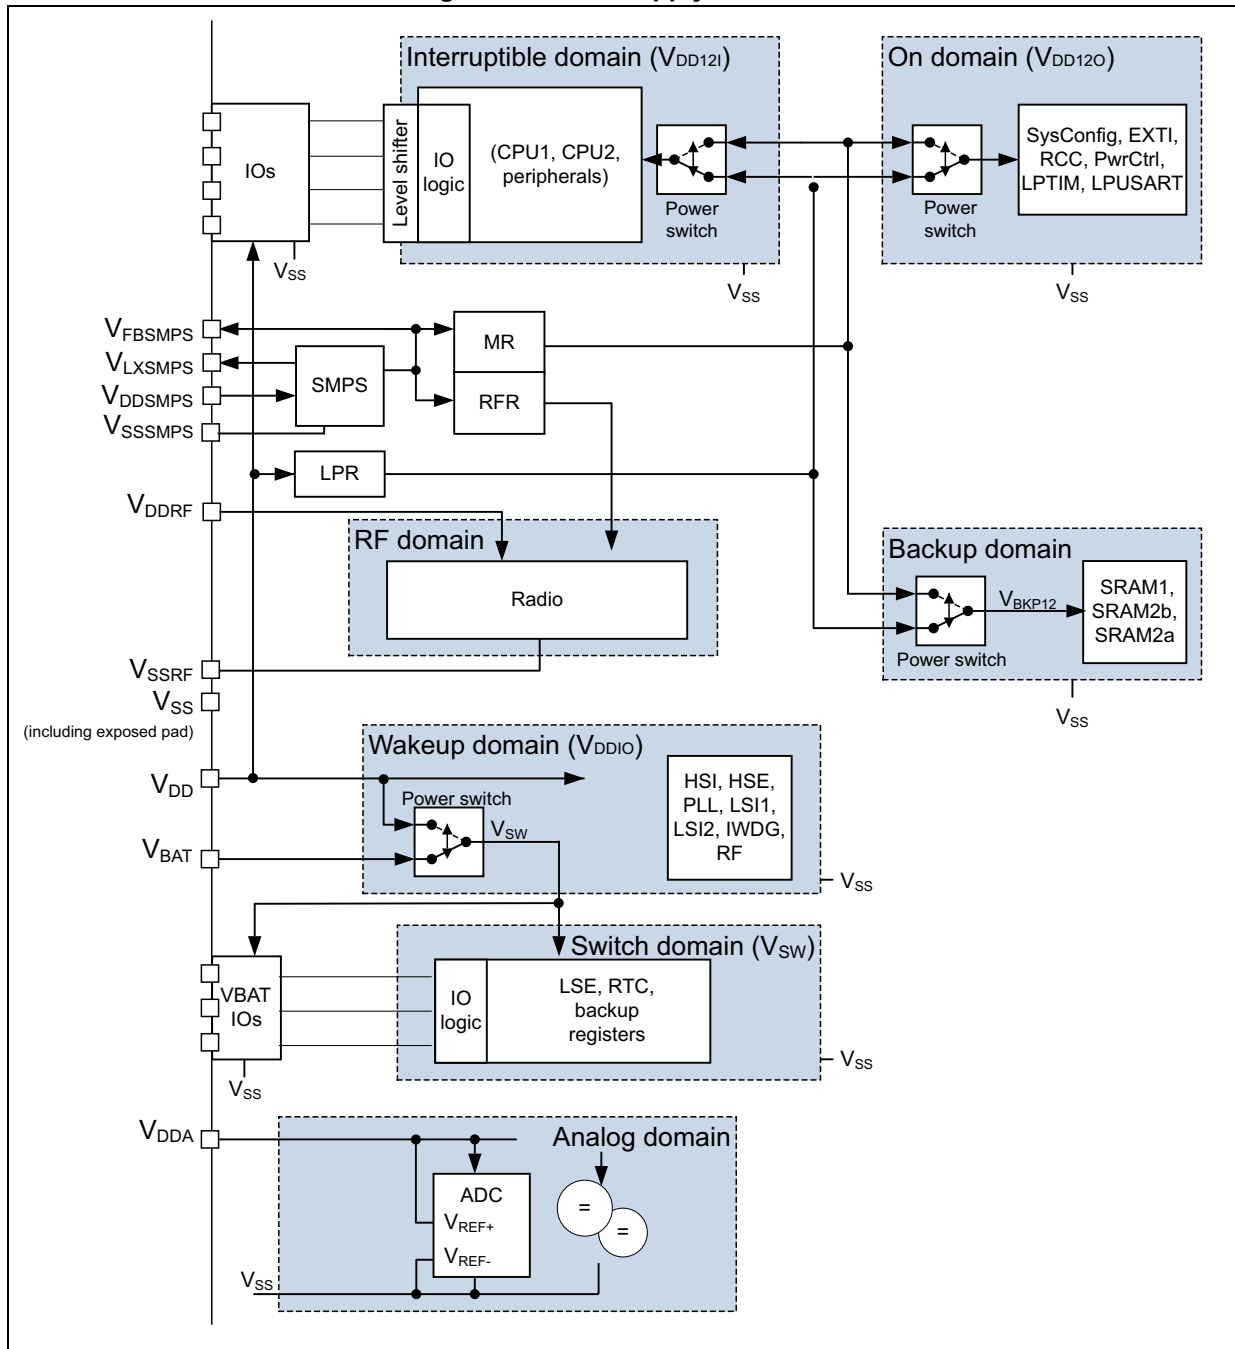 Interruptible domain (VDD12I)
On domain (VDD12O)
IOs
Level shifter
IO
logic
(CPU1, CPU2,
peripherals)
Power
switch
Power
switch
SysConfig, EXTI,
RCC, PwrCtrl,
LPTIM, LPUSART
VSS
VSS
VSS
VFBSMPS
VLXSMPS
VDDSMPS
VSSSMPS
SMPS
MR
RFR
LPR
VDDRF
RF domain
Radio
Backup domain
VBKP12
SRAM1,
SRAM2b,
SRAM2a
Power switch
VSS
VSSRF
VSS
(including exposed pad)
Wakeup domain (VDDIO)
VDD
Power switch
VSW
HSI, HSE,
PLL, LSI1,
LSI2, IWDG,
RF
VBAT
VSS
Switch domain (VSW)
VBAT
IOs
IO
logic
LSE, RTC,
backup
registers
VSS
VSS
VDDA
Analog domain
ADC
VREF+
VREF-
=
=
VSS